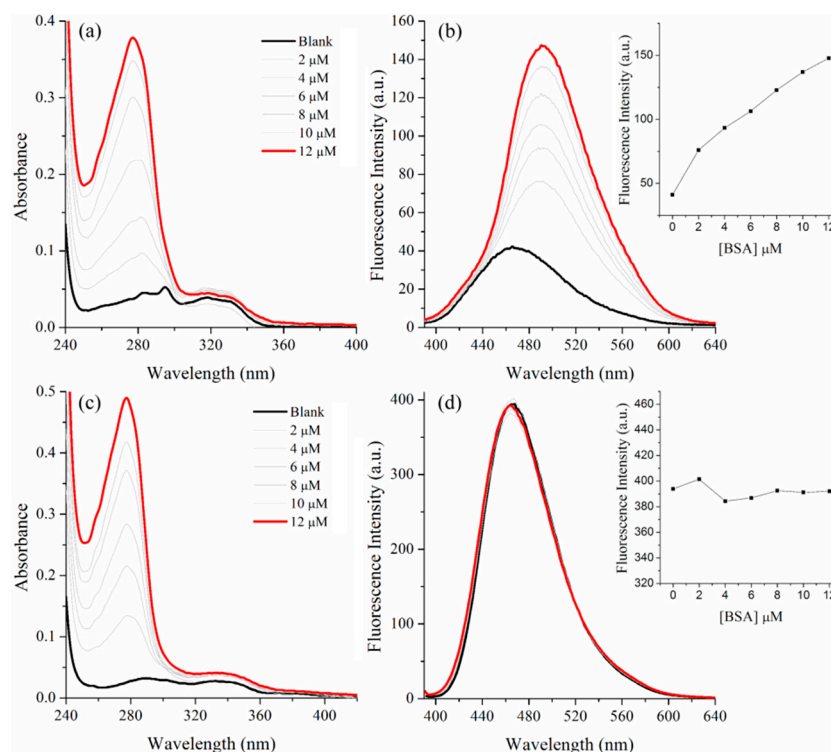 (a)
0.4
0.3
0.2
0.1
0.0
Absorbance
Blank
2 μM
4 μM
6 μM
8 μM
10 μM
12 μM
240 280 320 360 400
Wavelength (nm)
(b)
160
140
120
100
80
60
40
20
0
Fluorescence Intensity (a.u.)
400 440 480 520 560 600 640
Wavelength (nm)
150
100
50
Fluorescence Intensity (a.u.)
0 2 4 6 8 10 12
[BSA] μM
(c)
0.5
0.4
0.3
0.2
0.1
0.0
Absorbance
Blank
2 μM
4 μM
6 μM
8 μM
10 μM
12 μM
240 280 320 360 400
Wavelength (nm)
(d)
400
300
200
100
0
Fluorescence Intensity (a.u.)
400 440 480 520 560 600 640
Wavelength (nm)
460
440
420
400
380
360
340
320
Fluorescence Intensity (a.u.)
0 2 4 6 8 10 12
[BSA] μM